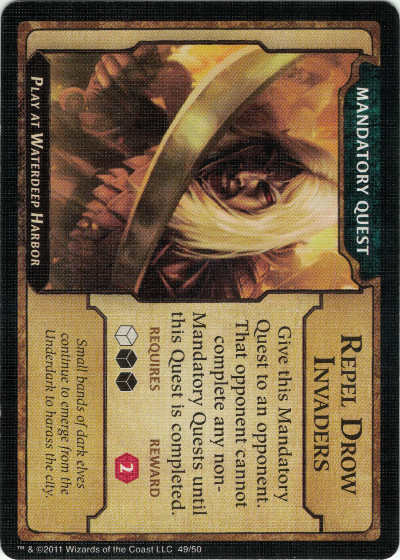 MANDATORY QUEST
REPEL DROW
INVADERS
Give this Mandatory
Quest to an opponent.
That opponent cannot
complete any non-
Mandatory Quests until
this Quest is completed.
REQUIRES
REWARD
2
Small bands of dark elves
continue to emerge from the
Underdark to harass the city.
PLAY AT WATERDEEP HARBOR
™ & ©2011 Wizards of the Coast LLC 49/50